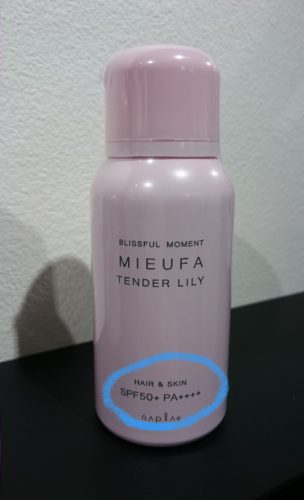 BLISSFUL MOMENT
MIEUFA
TENDER LILY
HAIR & SKIN
SPF50+ PA++++
napla